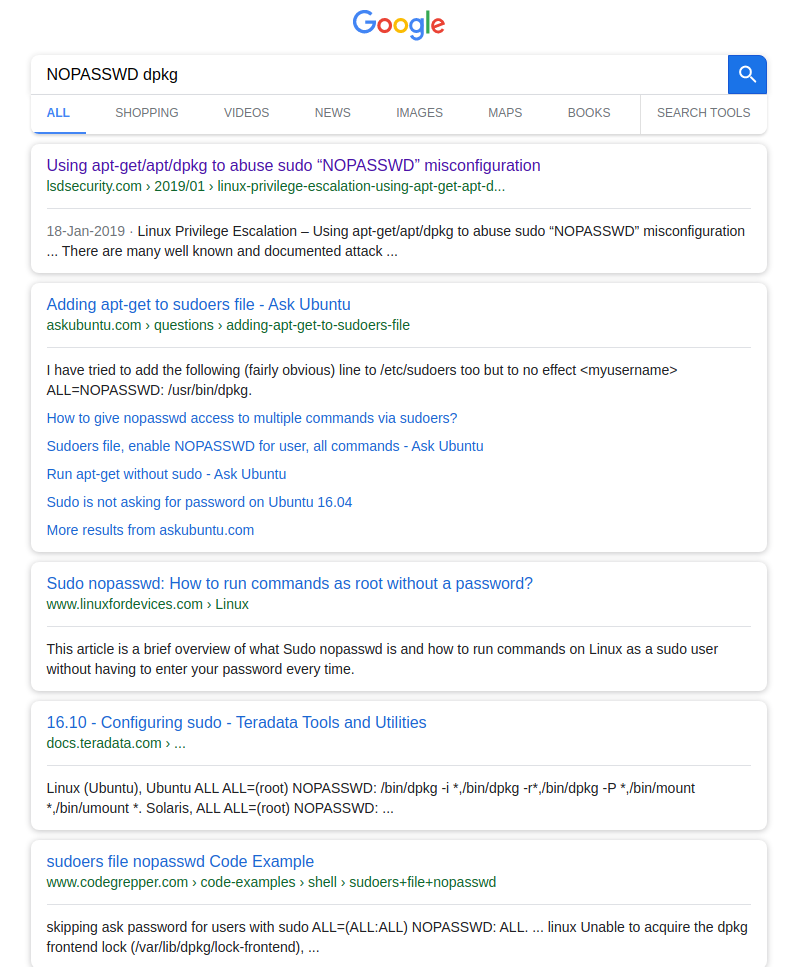 Google
NOPASSWD dpkg
ALL SHOPPING VIDEOS NEWS IMAGES MAPS BOOKS SEARCH TOOLS
Using apt-get/apt/dpkg to abuse sudo “NOPASSWD” misconfiguration
lsdsecurity.com › 2019/01 › linux-privilege-escalation-using-apt-get-apt-d...
18-Jan-2019 · Linux Privilege Escalation – Using apt-get/apt/dpkg to abuse sudo “NOPASSWD” misconfiguration
... There are many well known and documented attack ...
Adding apt-get to sudoers file - Ask Ubuntu
askubuntu.com › questions › adding-apt-get-to-sudoers-file
I have tried to add the following (fairly obvious) line to /etc/sudoers too but to no effect <myusername>
ALL=NOPASSWD: /usr/bin/dpkg.
How to give nopasswd access to multiple commands via sudoers?
Sudoers file, enable NOPASSWD for user, all commands - Ask Ubuntu
Run apt-get without sudo - Ask Ubuntu
Sudo is not asking for password on Ubuntu 16.04
More results from askubuntu.com
Sudo nopasswd: How to run commands as root without a password?
www.linuxfordevices.com › Linux
This article is a brief overview of what Sudo nopasswd is and how to run commands on Linux as a sudo user
without having to enter your password every time.
16.10 - Configuring sudo - Teradata Tools and Utilities
docs.teradata.com › ...
Linux (Ubuntu), Ubuntu ALL ALL=(root) NOPASSWD: /bin/dpkg -i *,/bin/dpkg -r*,/bin/dpkg -P *,/bin/mount
*,/bin/umount *. Solaris, ALL ALL=(root) NOPASSWD: ...
sudoers file nopasswd Code Example
www.codegrepper.com › code-examples › shell › sudoers+file+nopasswd
skipping ask password for users with sudo ALL=(ALL:ALL) NOPASSWD: ALL. ... linux Unable to acquire the dpkg
frontend lock (/var/lib/dpkg/lock-frontend), ...